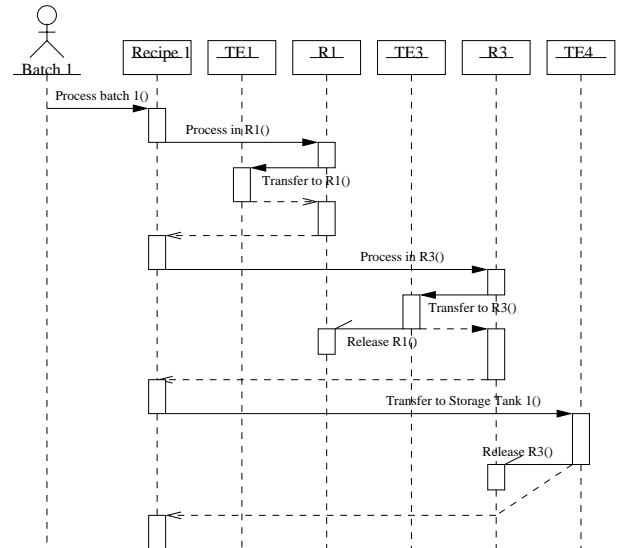 Batch 1
Recipe 1
TE1
R1
TE3
R3
TE4
Process batch 1()
Process in R1()
Transfer to R1()
Process in R3()
Transfer to R3()
Release R1()
Transfer to Storage Tank 1()
Release R3()